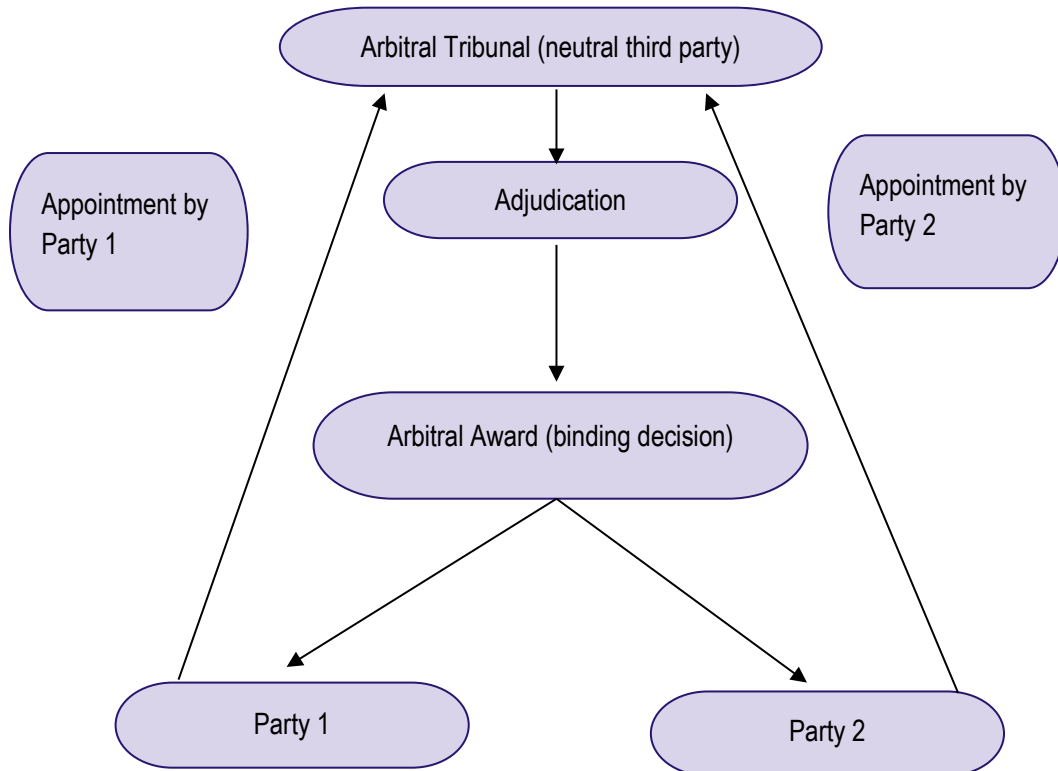 Arbitral Tribunal (neutral third party)
Appointment by
Party 1
Adjudication
Appointment by
Party 2
Arbitral Award (binding decision)
Party 1
Party 2